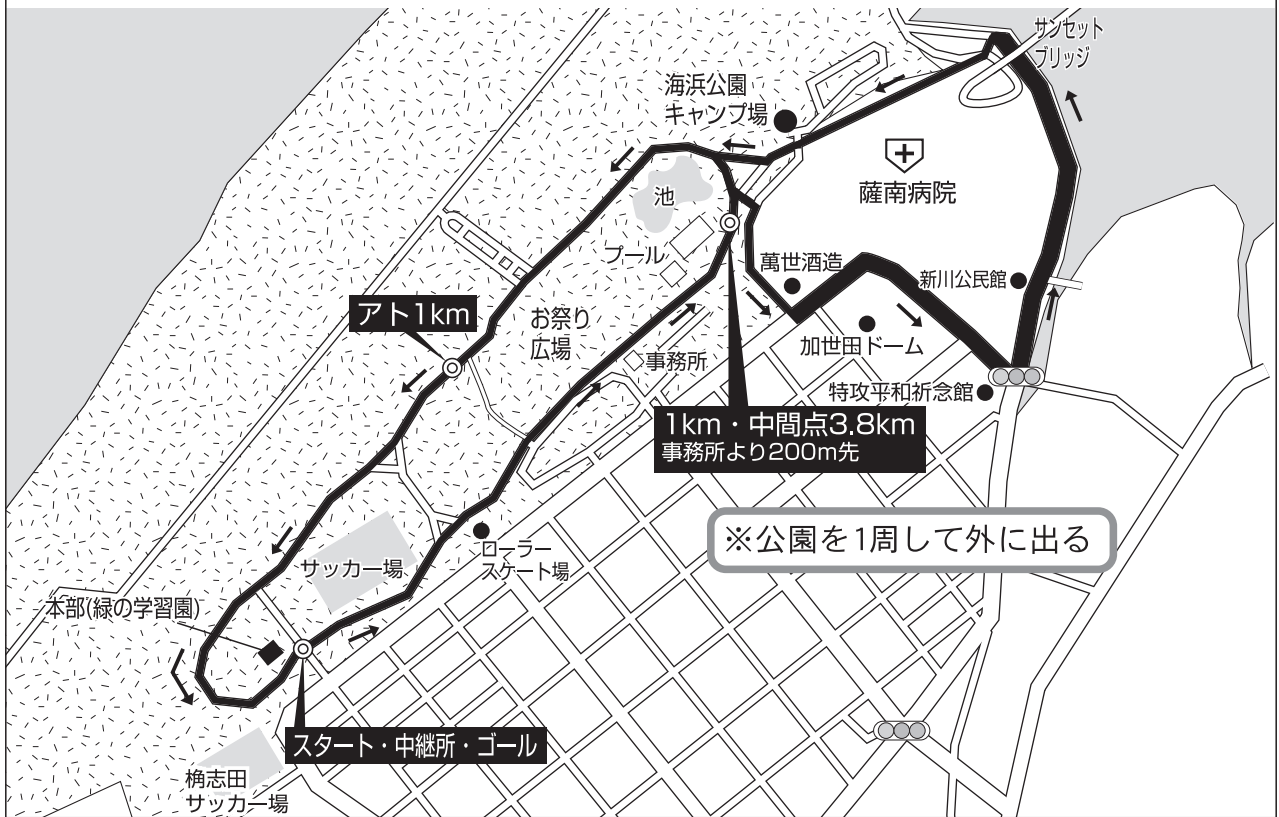 サンセット
ブリッジ
海浜公園
キャンプ場
薩南病院
池
プール
萬世酒造
新川公民館
アト1km
お祭り
広場
事務所
加世田ドーム
特攻平和祈念館
1km・中間点3.8km
事務所より200m先
※公園を1周して外に出る
ローラー
スケート場
サッカー場
本部(緑の学習園)
スタート・中継所・ゴール
桷志田
サッカー場